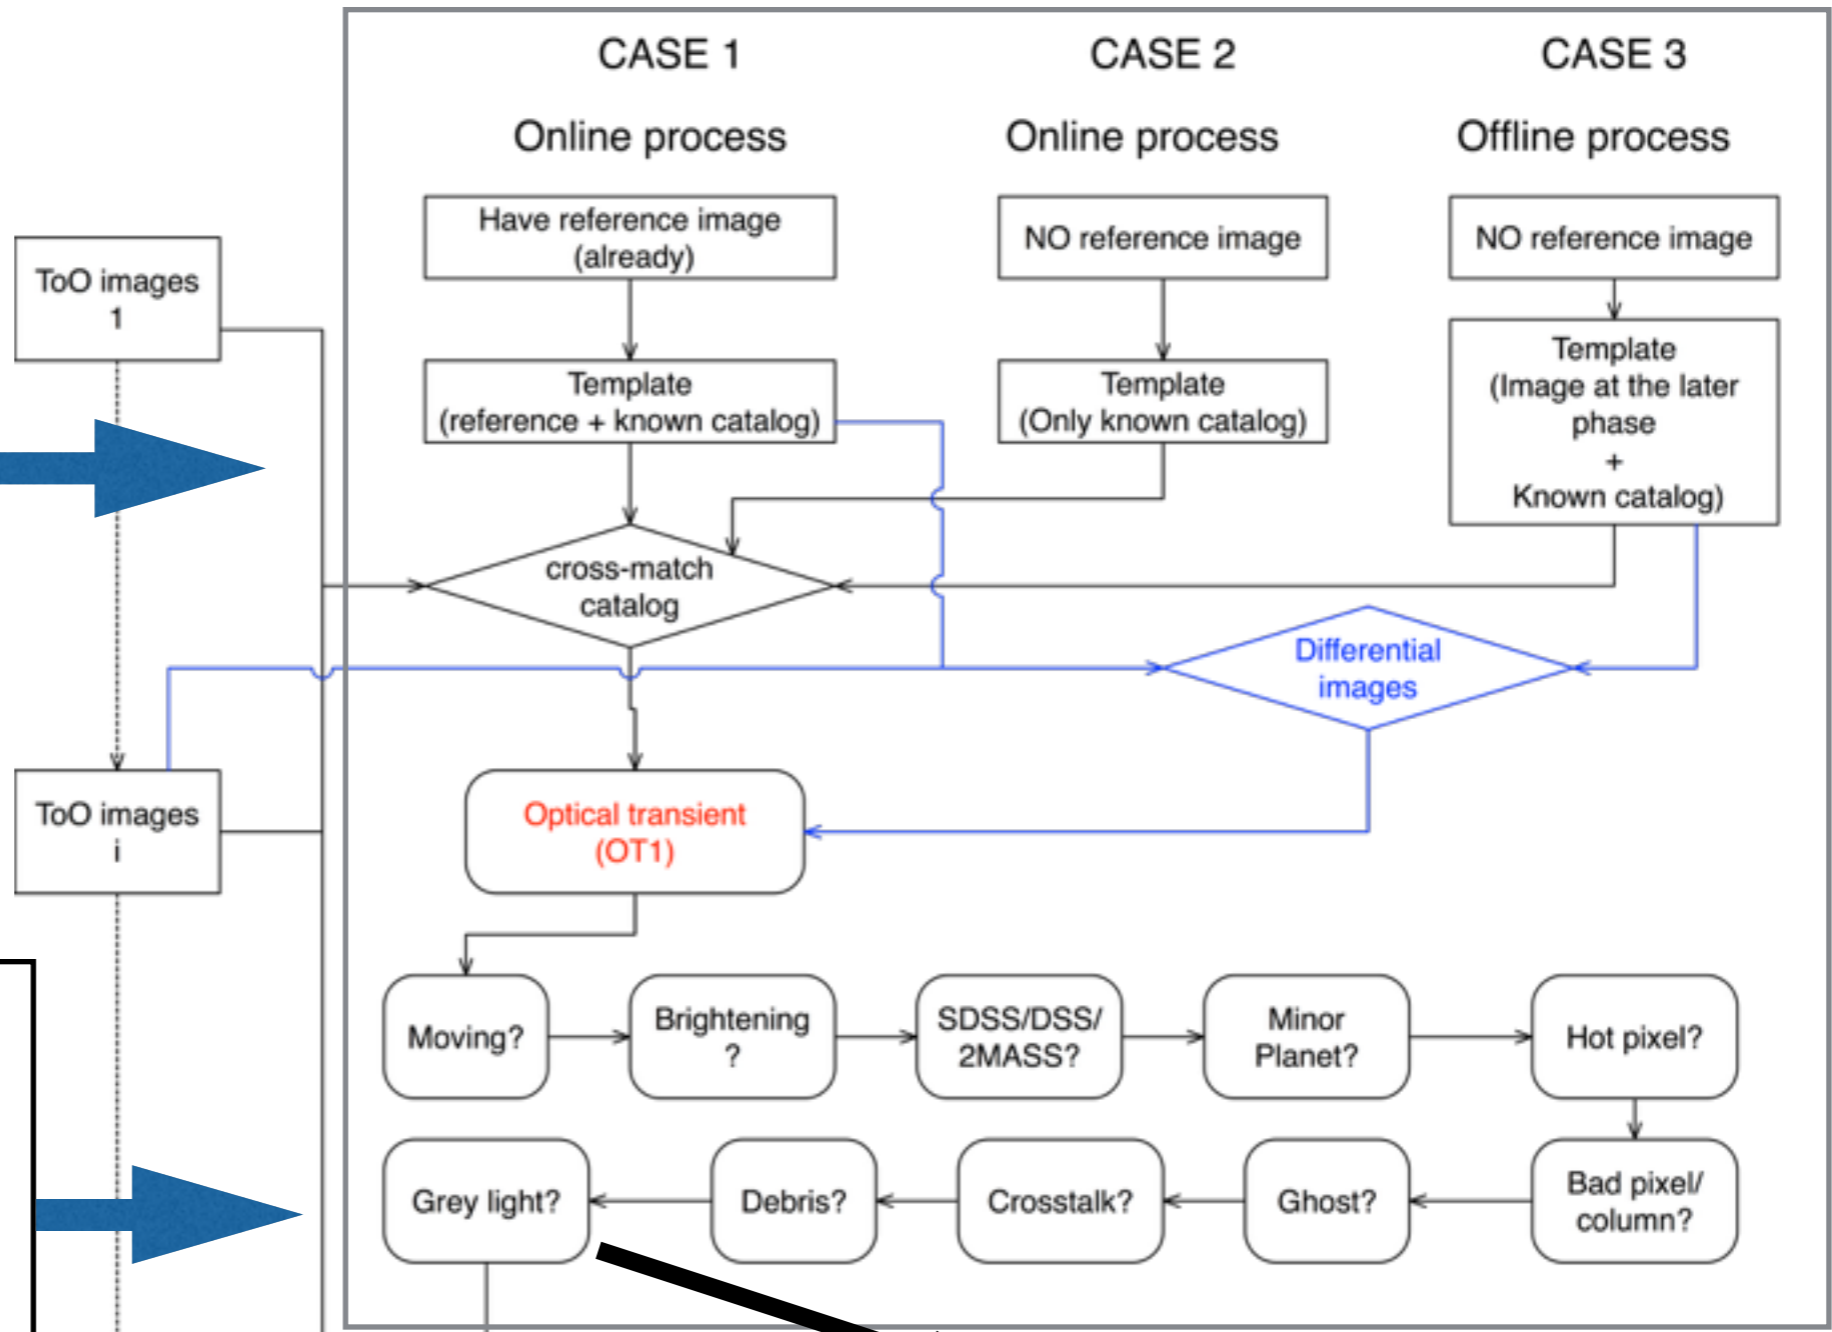 CASE 1
CASE 2
CASE 3
Online process
Online process
Offline process
Have reference image
(already)
NO reference image
NO reference image
ToO images
1
Template
(reference + known catalog)
Template
(Only known catalog)
Template
(Image at the later
phase
+
Known catalog)
cross-match
catalog
Differential
images
ToO images
i
Optical transient
(OT1)
Moving?
Brightening
?
SDSS/DSS/
2MASS?
Minor
Planet?
Hot pixel?
Bad pixel/
column?
Ghost?
Crosstalk?
Debris?
Grey light?